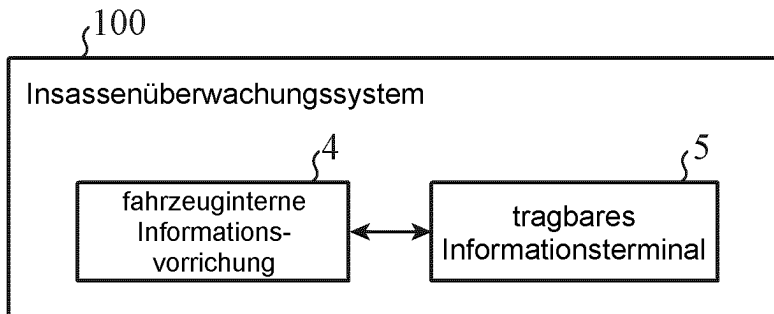 100
Insassenüberwachungssystem
4
5
fahrzeuginterne
Informations-
vorrichung
tragbares
Informationsterminal